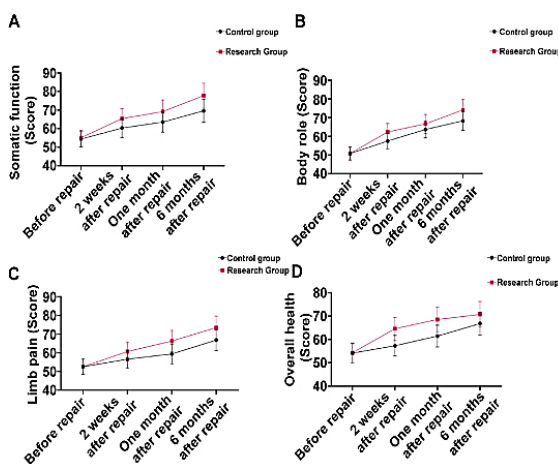 A
Control group
Research Group
Somatic function
(Score)
90
80
70
60
50
40
Before repair
2 weeks
after repair
One month
after repair
6 months
after repair
B
Control group
Research Group
Body role (Score)
90
80
70
60
50
40
Before repair
2 weeks
after repair
One month
after repair
6 months
after repair
C
Control group
Research Group
Limb pain (Score)
90
80
70
60
50
40
Before repair
2 weeks
after repair
One month
after repair
6 months
after repair
D
Control group
Research Group
Overall health
(Score)
80
70
60
50
40
Before repair
2 weeks
after repair
One month
after repair
6 months
after repair